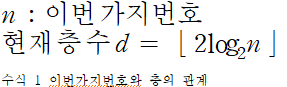 n : 이번가지번호
현재층수d = ⌊ 2log₂n ⌋
수식 1 이번가지번호와 층의 관계